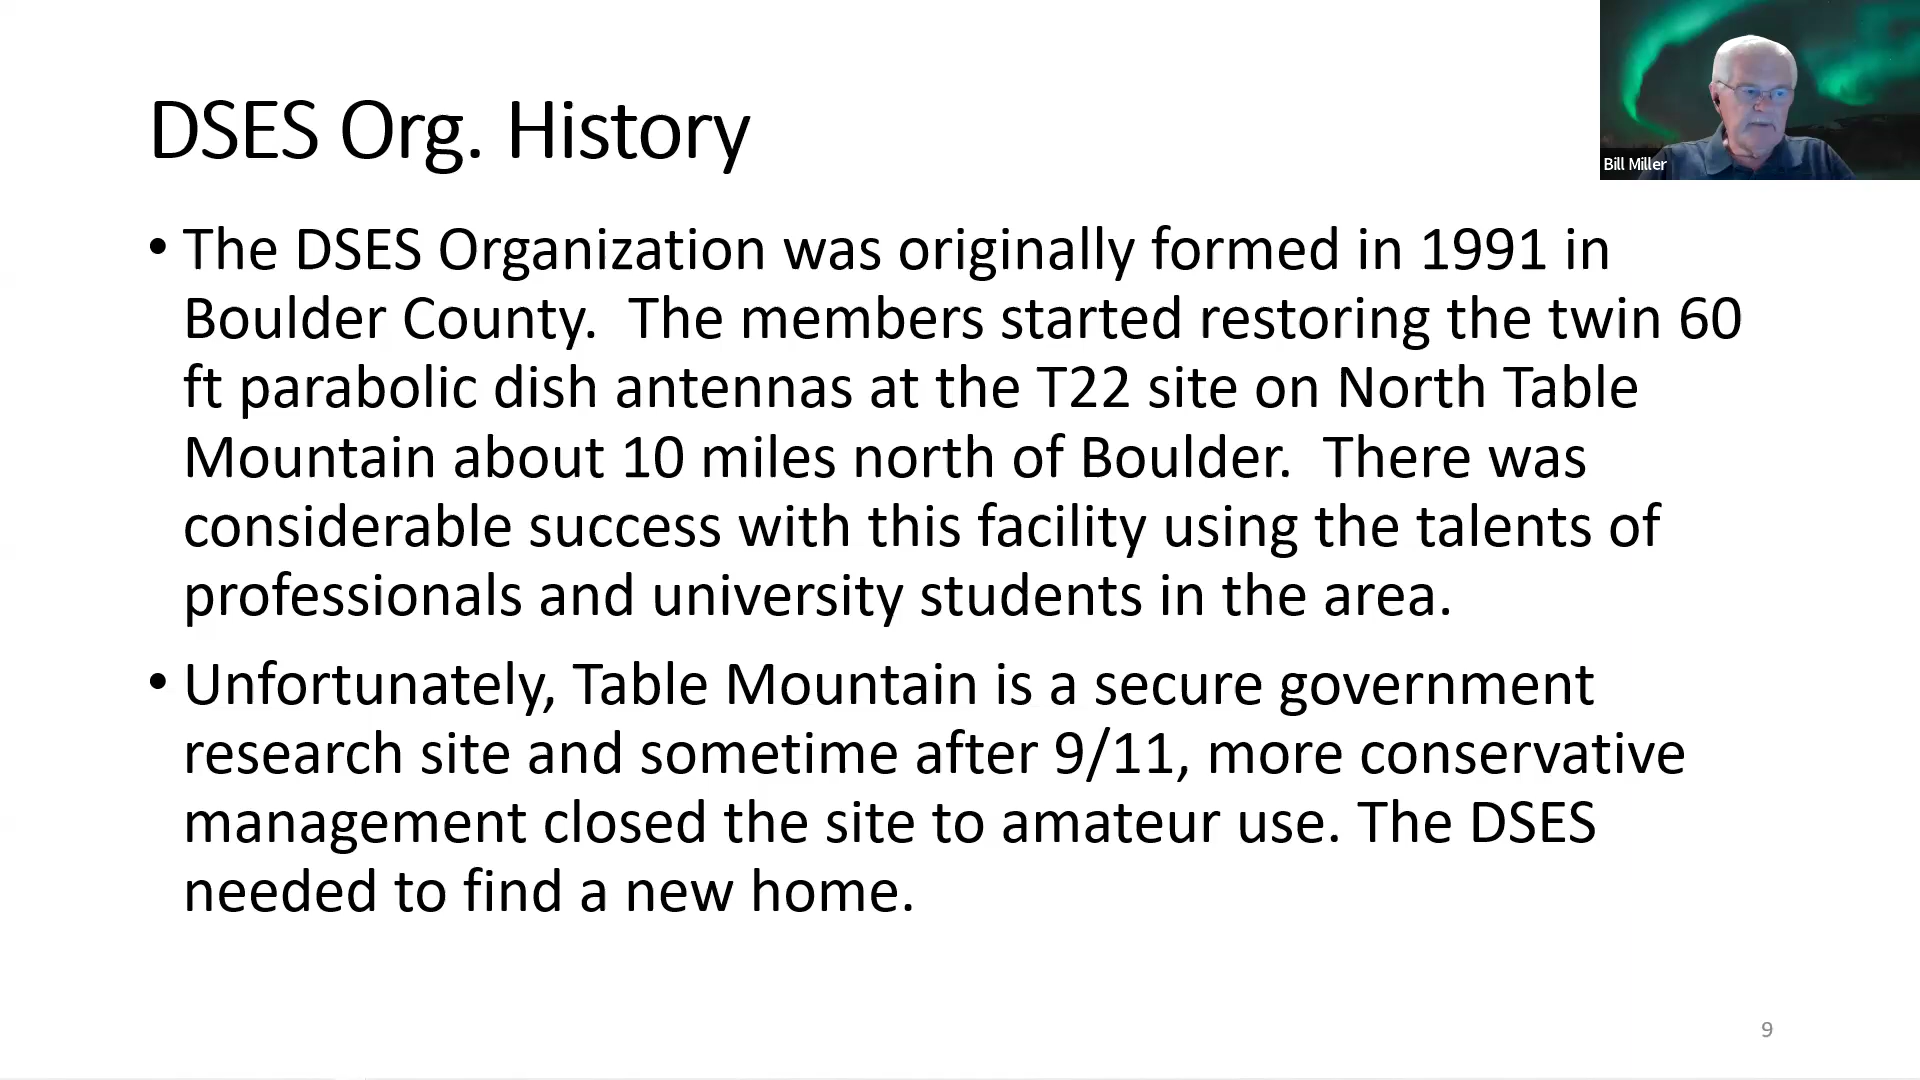 DSES Org. History
Bill Miller
• The DSES Organization was originally formed in 1991 in
Boulder County.  The members started restoring the twin 60
ft parabolic dish antennas at the T22 site on North Table
Mountain about 10 miles north of Boulder.  There was
considerable success with this facility using the talents of
professionals and university students in the area.
• Unfortunately, Table Mountain is a secure government
research site and sometime after 9/11, more conservative
management closed the site to amateur use. The DSES
needed to find a new home.
9